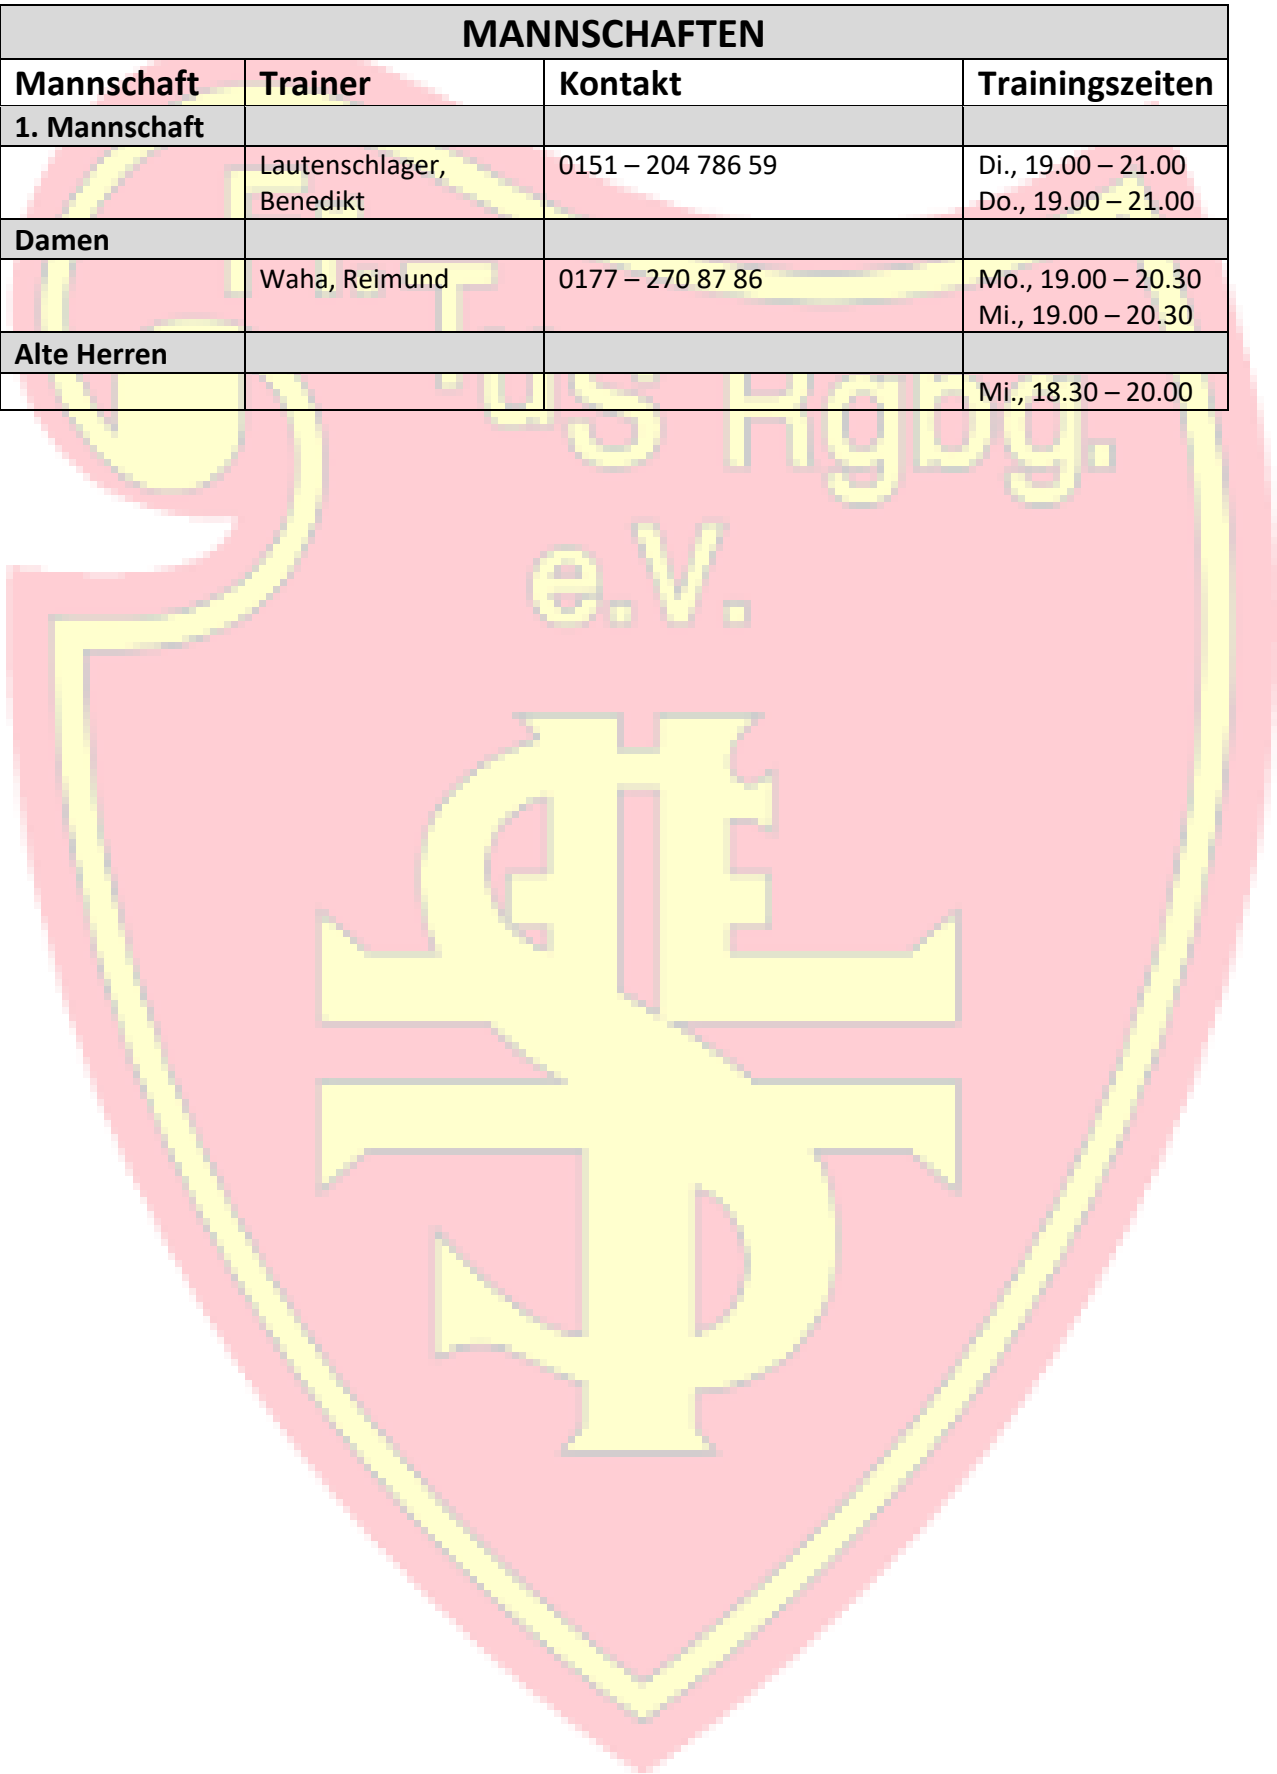 MANNSCHAFTEN
Mannschaft Trainer Kontakt Trainingszeiten
1. Mannschaft
Lautenschlager, 0151 – 204 786 59 Di., 19.00 – 21.00
Benedikt Do., 19.00 – 21.00
Damen
Waha, Reimund 0177 – 270 87 86 Mo., 19.00 – 20.30
Mi., 19.00 – 20.30
Alte Herren
Mi., 18.30 – 20.00
TuS Rgbg.
e.V.